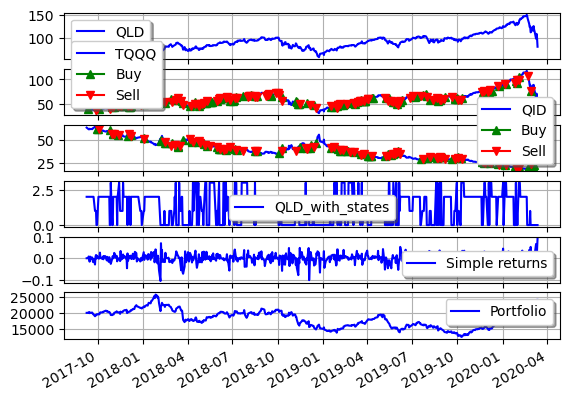 150
100
QLD
TQQQ
Buy
Sell
100
50
QID
Buy
Sell
50
25
2.5
0.0
QLD_with_states
0.1
-0.1
Simple returns
25000
20000
15000
Portfolio
2017-10
2018-01
2018-04
2018-07
2018-10
2019-01
2019-04
2019-07
2019-10
2020-01
2020-04